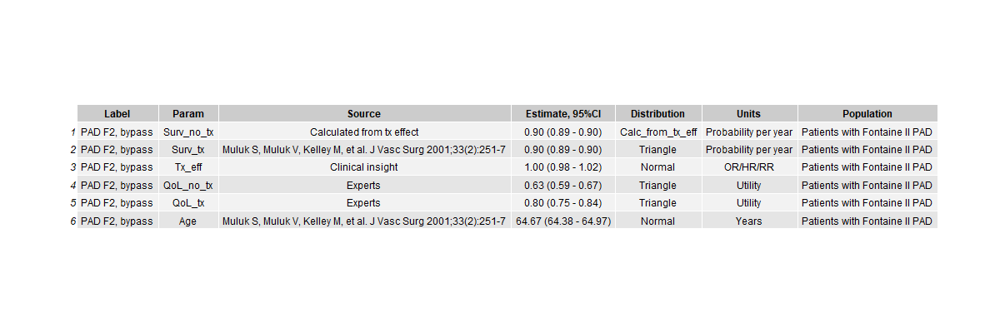 Label Param Source Estimate, 95%CI Distribution Units Population
1 PAD F2, bypass Surv_no_tx Calculated from tx effect 0.90 (0.89 - 0.90) Calc_from_tx_eff Probability per year Patients with Fontaine II PAD
2 PAD F2, bypass Surv_tx Muluk S, Muluk V, Kelley M, et al. J Vasc Surg 2001;33(2):251-7 0.90 (0.89 - 0.90) Triangle Probability per year Patients with Fontaine II PAD
3 PAD F2, bypass Tx_eff Clinical insight 1.00 (0.98 - 1.02) Normal OR/HR/RR Patients with Fontaine II PAD
4 PAD F2, bypass QoL_no_tx Experts 0.63 (0.59 - 0.67) Triangle Utility Patients with Fontaine II PAD
5 PAD F2, bypass QoL_tx Experts 0.80 (0.75 - 0.84) Triangle Utility Patients with Fontaine II PAD
6 PAD F2, bypass Age Muluk S, Muluk V, Kelley M, et al. J Vasc Surg 2001;33(2):251-7 64.67 (64.38 - 64.97) Normal Years Patients with Fontaine II PAD